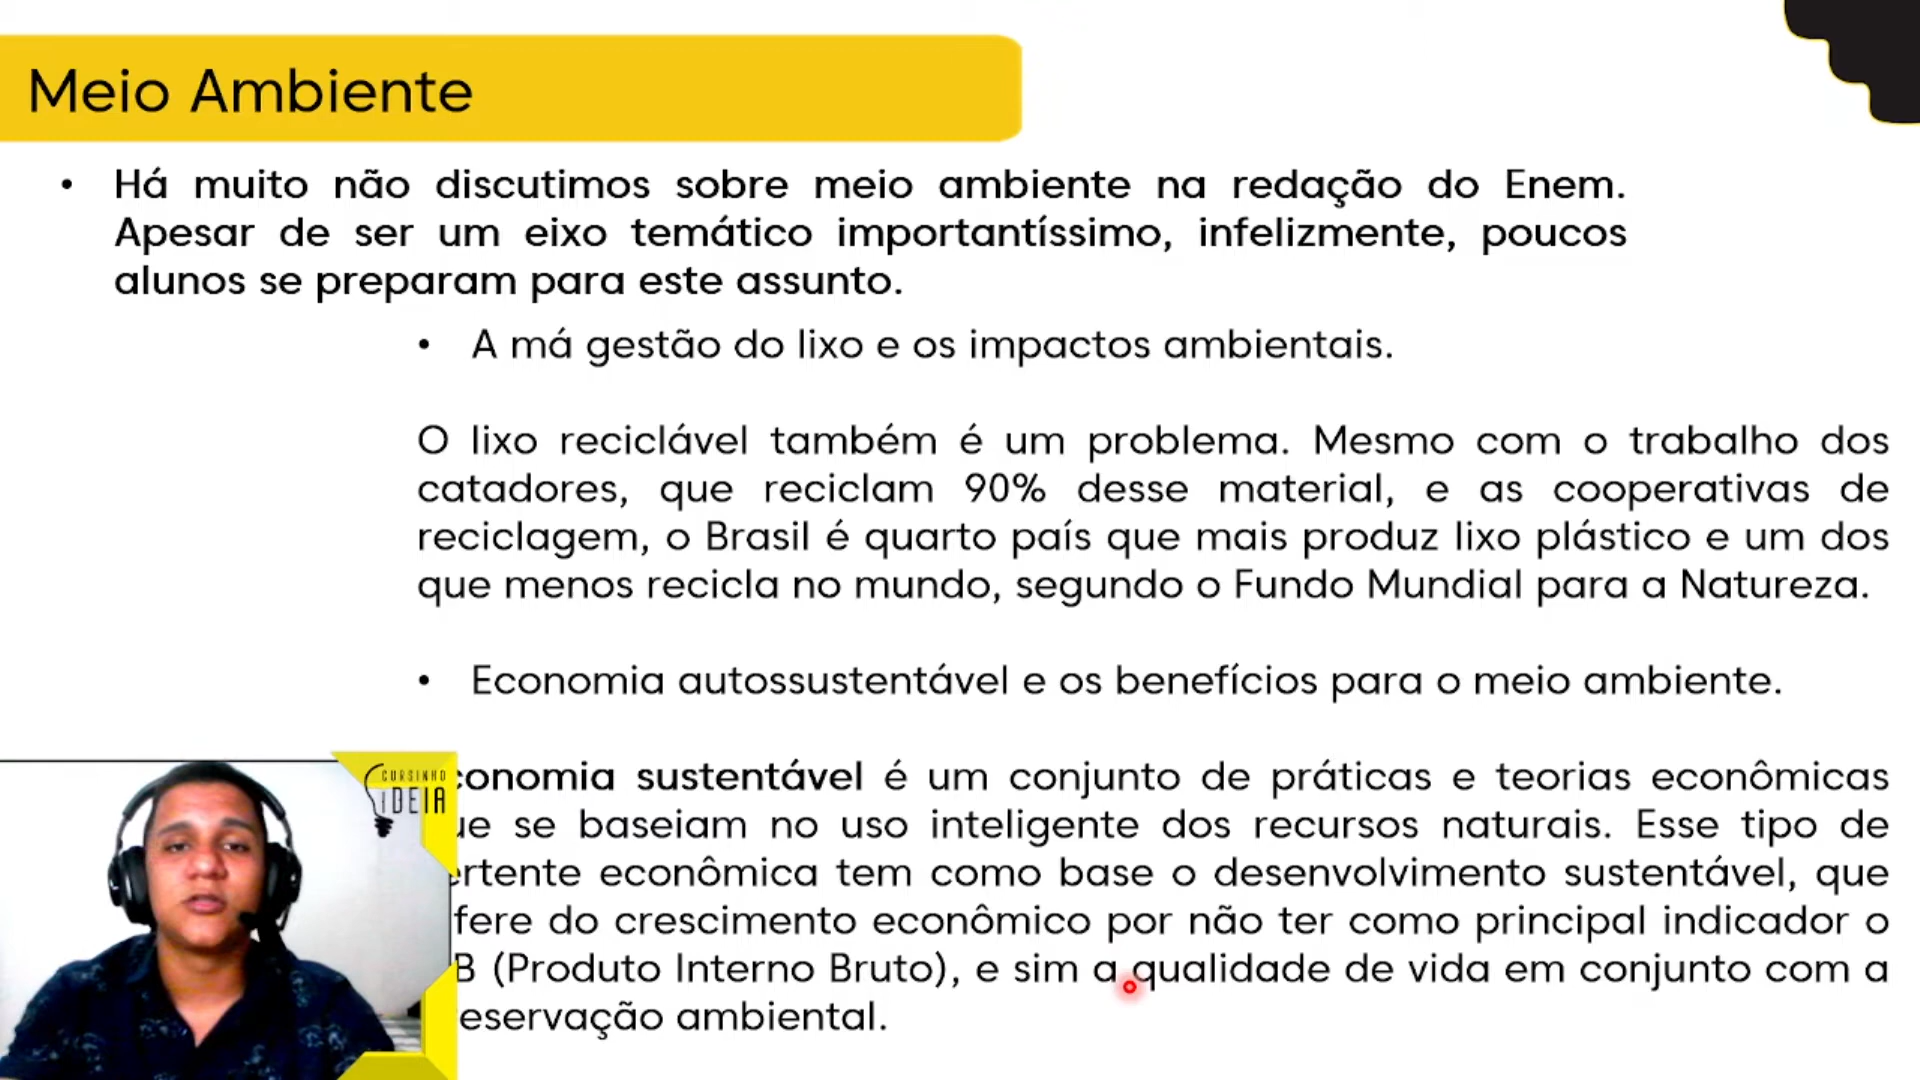 Meio Ambiente
• Há muito não discutimos sobre meio ambiente na redação do Enem.
Apesar de ser um eixo temático importantíssimo, infelizmente, poucos
alunos se preparam para este assunto.
• A má gestão do lixo e os impactos ambientais.
O lixo reciclável também é um problema. Mesmo com o trabalho dos
catadores, que reciclam 90% desse material, e as cooperativas de
reciclagem, o Brasil é quarto país que mais produz lixo plástico e um dos
que menos recicla no mundo, segundo o Fundo Mundial para a Natureza.
• Economia autossustentável e os benefícios para o meio ambiente.
conomia sustentável é um conjunto de práticas e teorias econômicas
ue se baseiam no uso inteligente dos recursos naturais. Esse tipo de
ertente econômica tem como base o desenvolvimento sustentável, que
fere do crescimento econômico por não ter como principal indicador o
B (Produto Interno Bruto), e sim a qualidade de vida em conjunto com a
eservação ambiental.
CURSINHO
IDEIA